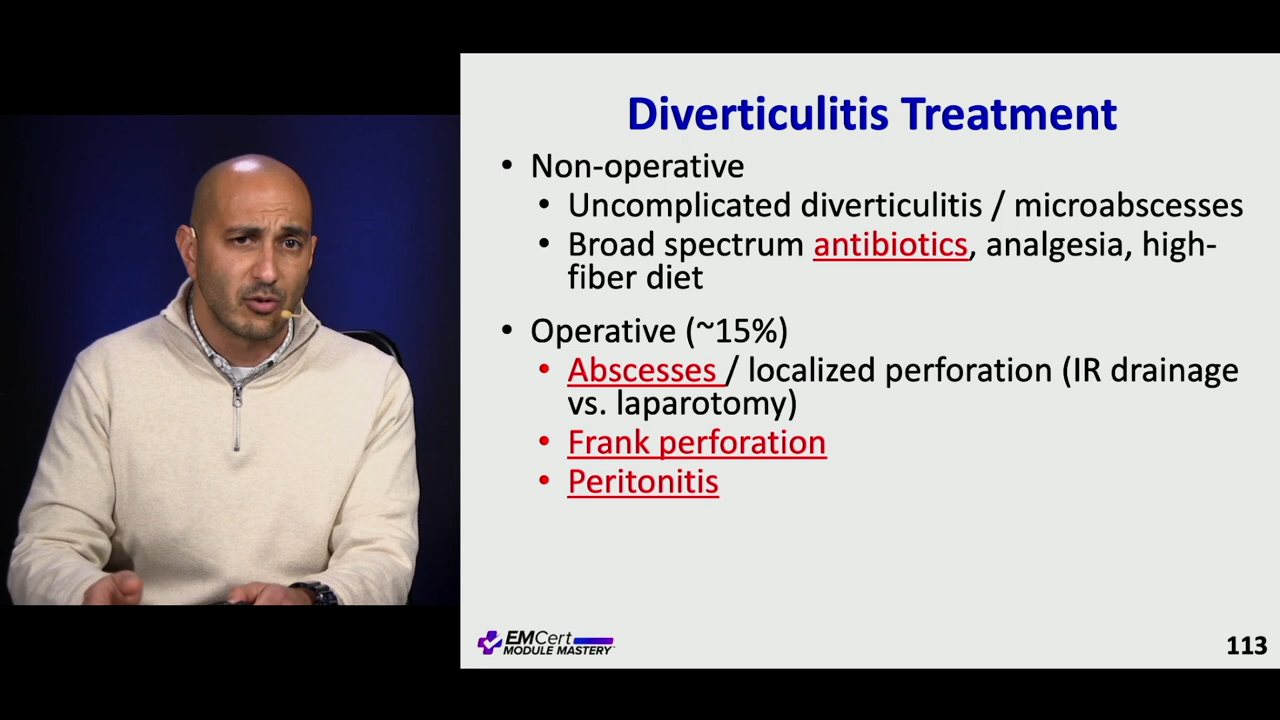 Diverticulitis Treatment
• Non-operative
• Uncomplicated diverticulitis / microabscesses
• Broad spectrum antibiotics, analgesia, high-
fiber diet
• Operative (~15%)
• Abscesses / localized perforation (IR drainage
vs. laparotomy)
• Frank perforation
• Peritonitis
EMCert
MODULE MASTERY
113